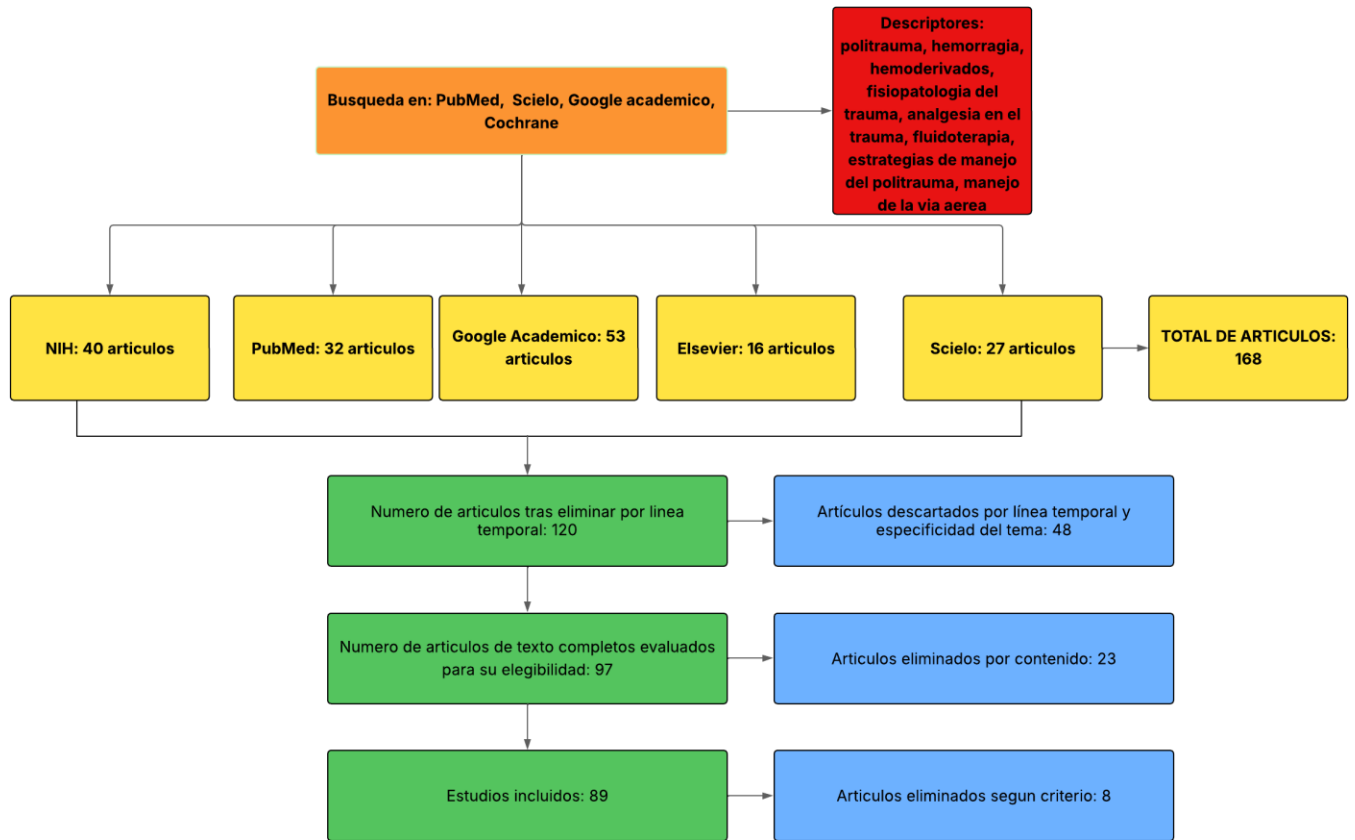 Descriptores:
politrauma, hemorragia,
hemoderivados,
fisiopatologia del
trauma, analgesia en el
trauma, fluidoterapia,
estrategias de manejo
del politrauma, manejo
de la via aerea
Busqueda en: PubMed, Scielo, Google academico,
Cochrane
NIH: 40 articulos
PubMed: 32 articulos
Google Academico: 53
articulos
Elsevier: 16 articulos
Scielo: 27 articulos
TOTAL DE ARTICULOS:
168
Numero de articulos tras eliminar por linea
temporal: 120
Artículos descartados por línea temporal y
especificidad del tema: 48
Numero de articulos de texto completos evaluados
para su elegibilidad: 97
Articulos eliminados por contenido: 23
Estudios incluidos: 89
Articulos eliminados segun criterio: 8